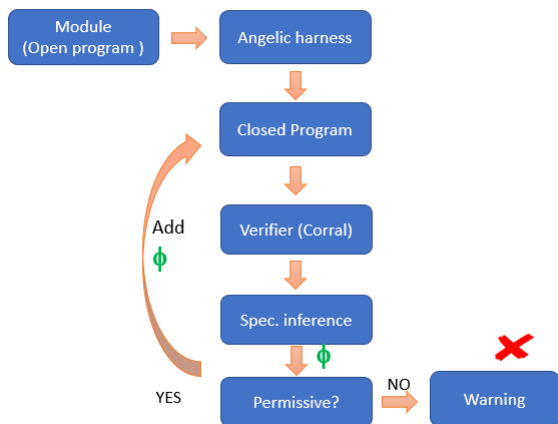 Module
(Open program )
Angelic harness
Closed Program
Add
ϕ
Verifier (Corral)
Spec. inference
ϕ
YES
Permissive?
NO
Warning